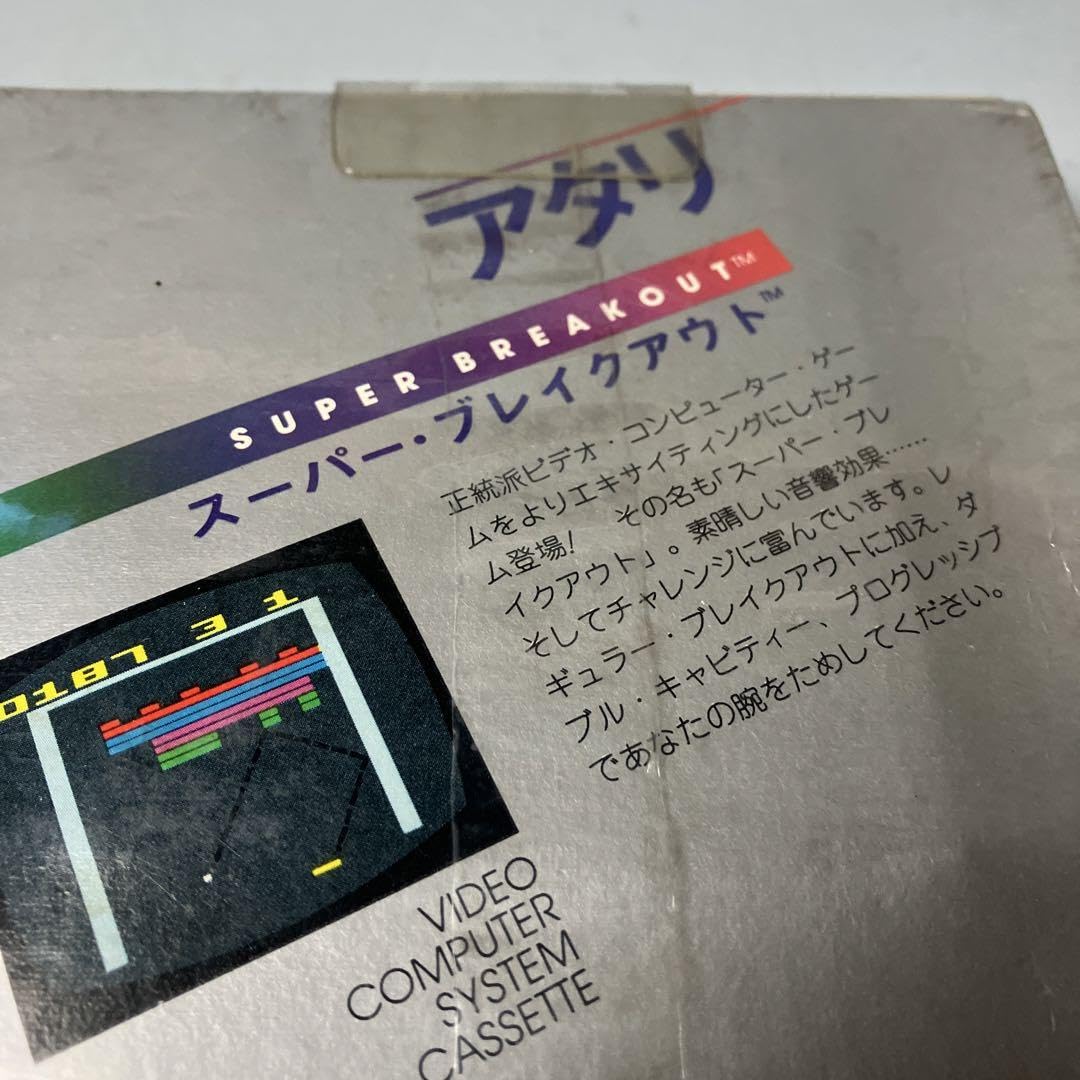 アタリ
SUPER BREAKOUT™
スーパー・ブレイクアウト™
正統派ビデオ・コンピューター・ゲー
ムをよりエキサイティングにしたゲー
ム登場! その名も「スーパー・ブレ
イクアウト」。素晴しい音響効果……
そしてチャレンジに富んでいます。レ
ギュラー・ブレイクアウトに加え、ダ
ブル・キャビティー、プログレッシブ
であなたの腕をためしてください。
3 1
VIDEO
COMPUTER
SYSTEM
CASSETTE